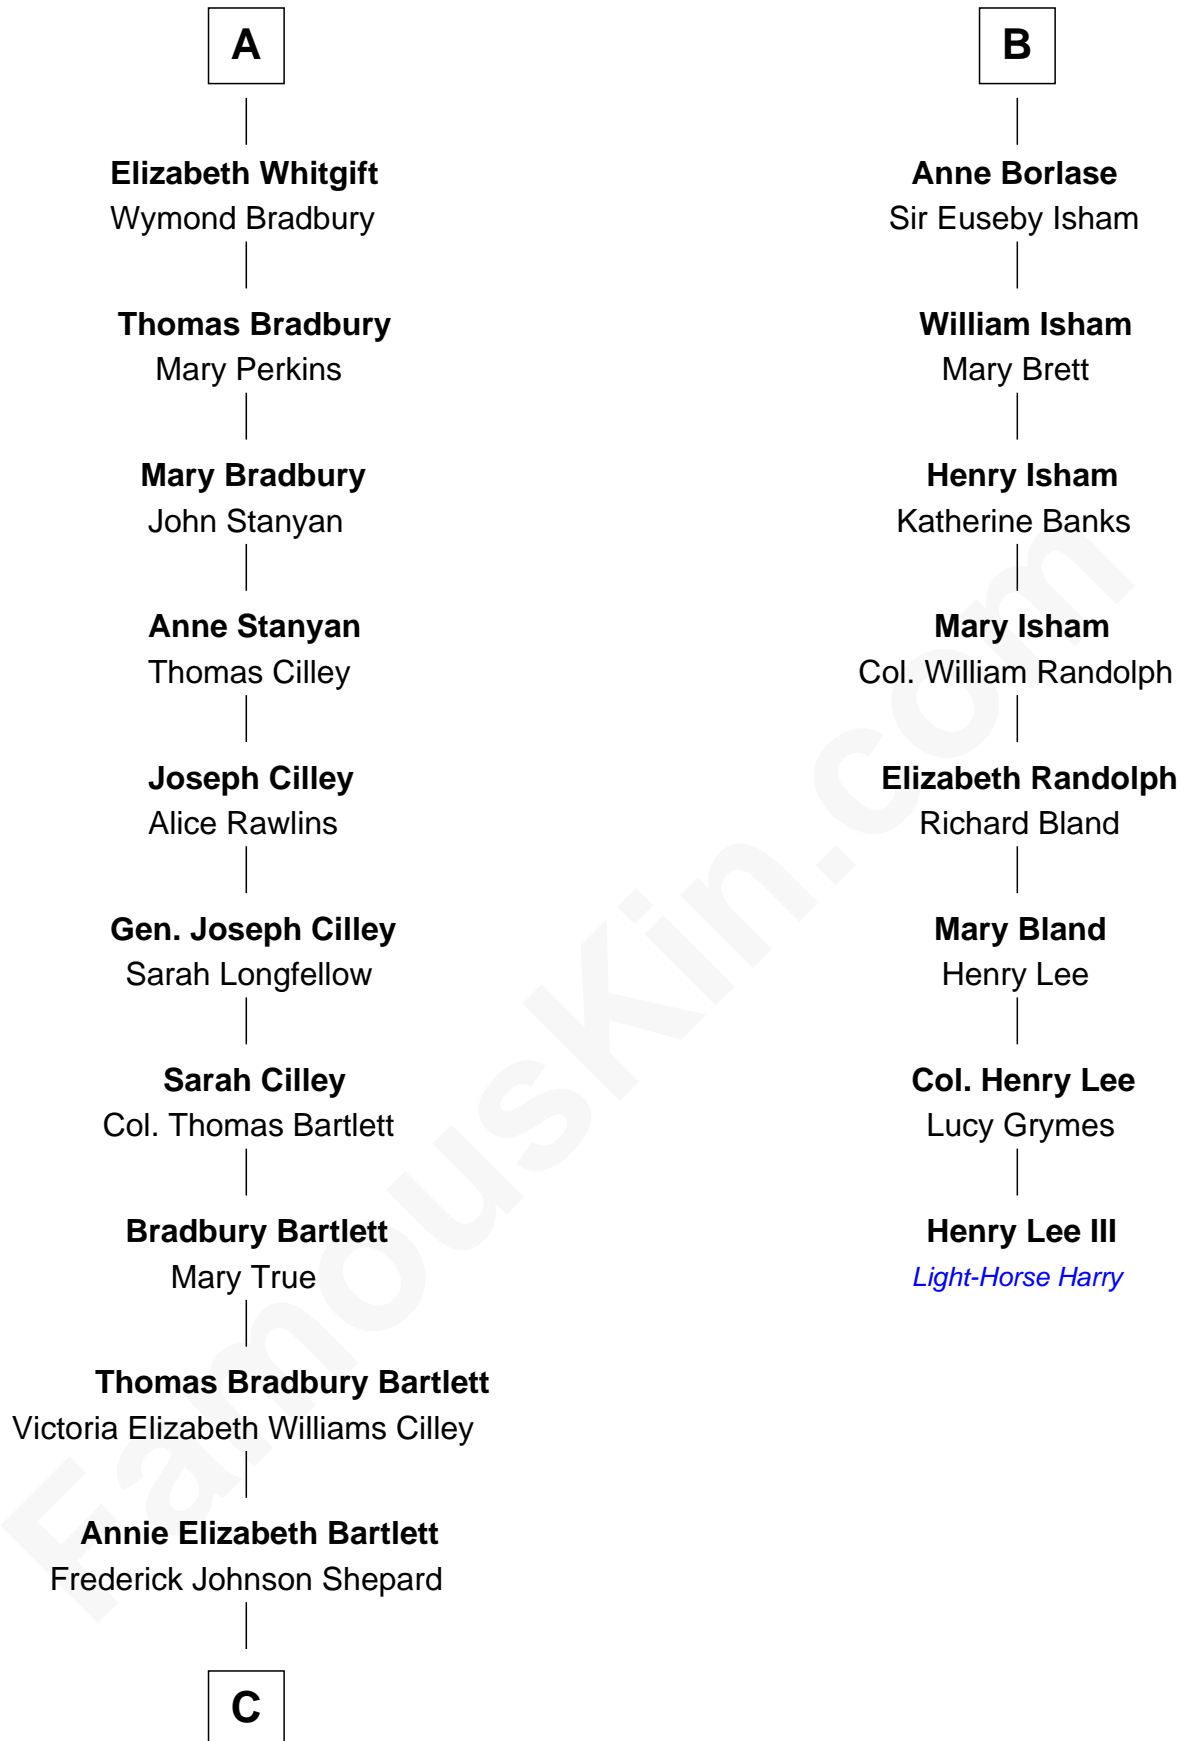 A
Elizabeth Whitgift
Wymond Bradbury
Thomas Bradbury
Mary Perkins
Mary Bradbury
John Stanyan
Anne Stanyan
Thomas Cilley
Joseph Cilley
Alice Rawlins
Gen. Joseph Cilley
Sarah Longfellow
Sarah Cilley
Col. Thomas Bartlett
Bradbury Bartlett
Mary True
Thomas Bradbury Bartlett
Victoria Elizabeth Williams Cilley
Annie Elizabeth Bartlett
Frederick Johnson Shepard
C
B
Anne Borlase
Sir Euseby Isham
William Isham
Mary Brett
Henry Isham
Katherine Banks
Mary Isham
Col. William Randolph
Elizabeth Randolph
Richard Bland
Mary Bland
Henry Lee
Col. Henry Lee
Lucy Grymes
Henry Lee III
Light-Horse Harry
FamousKin.com